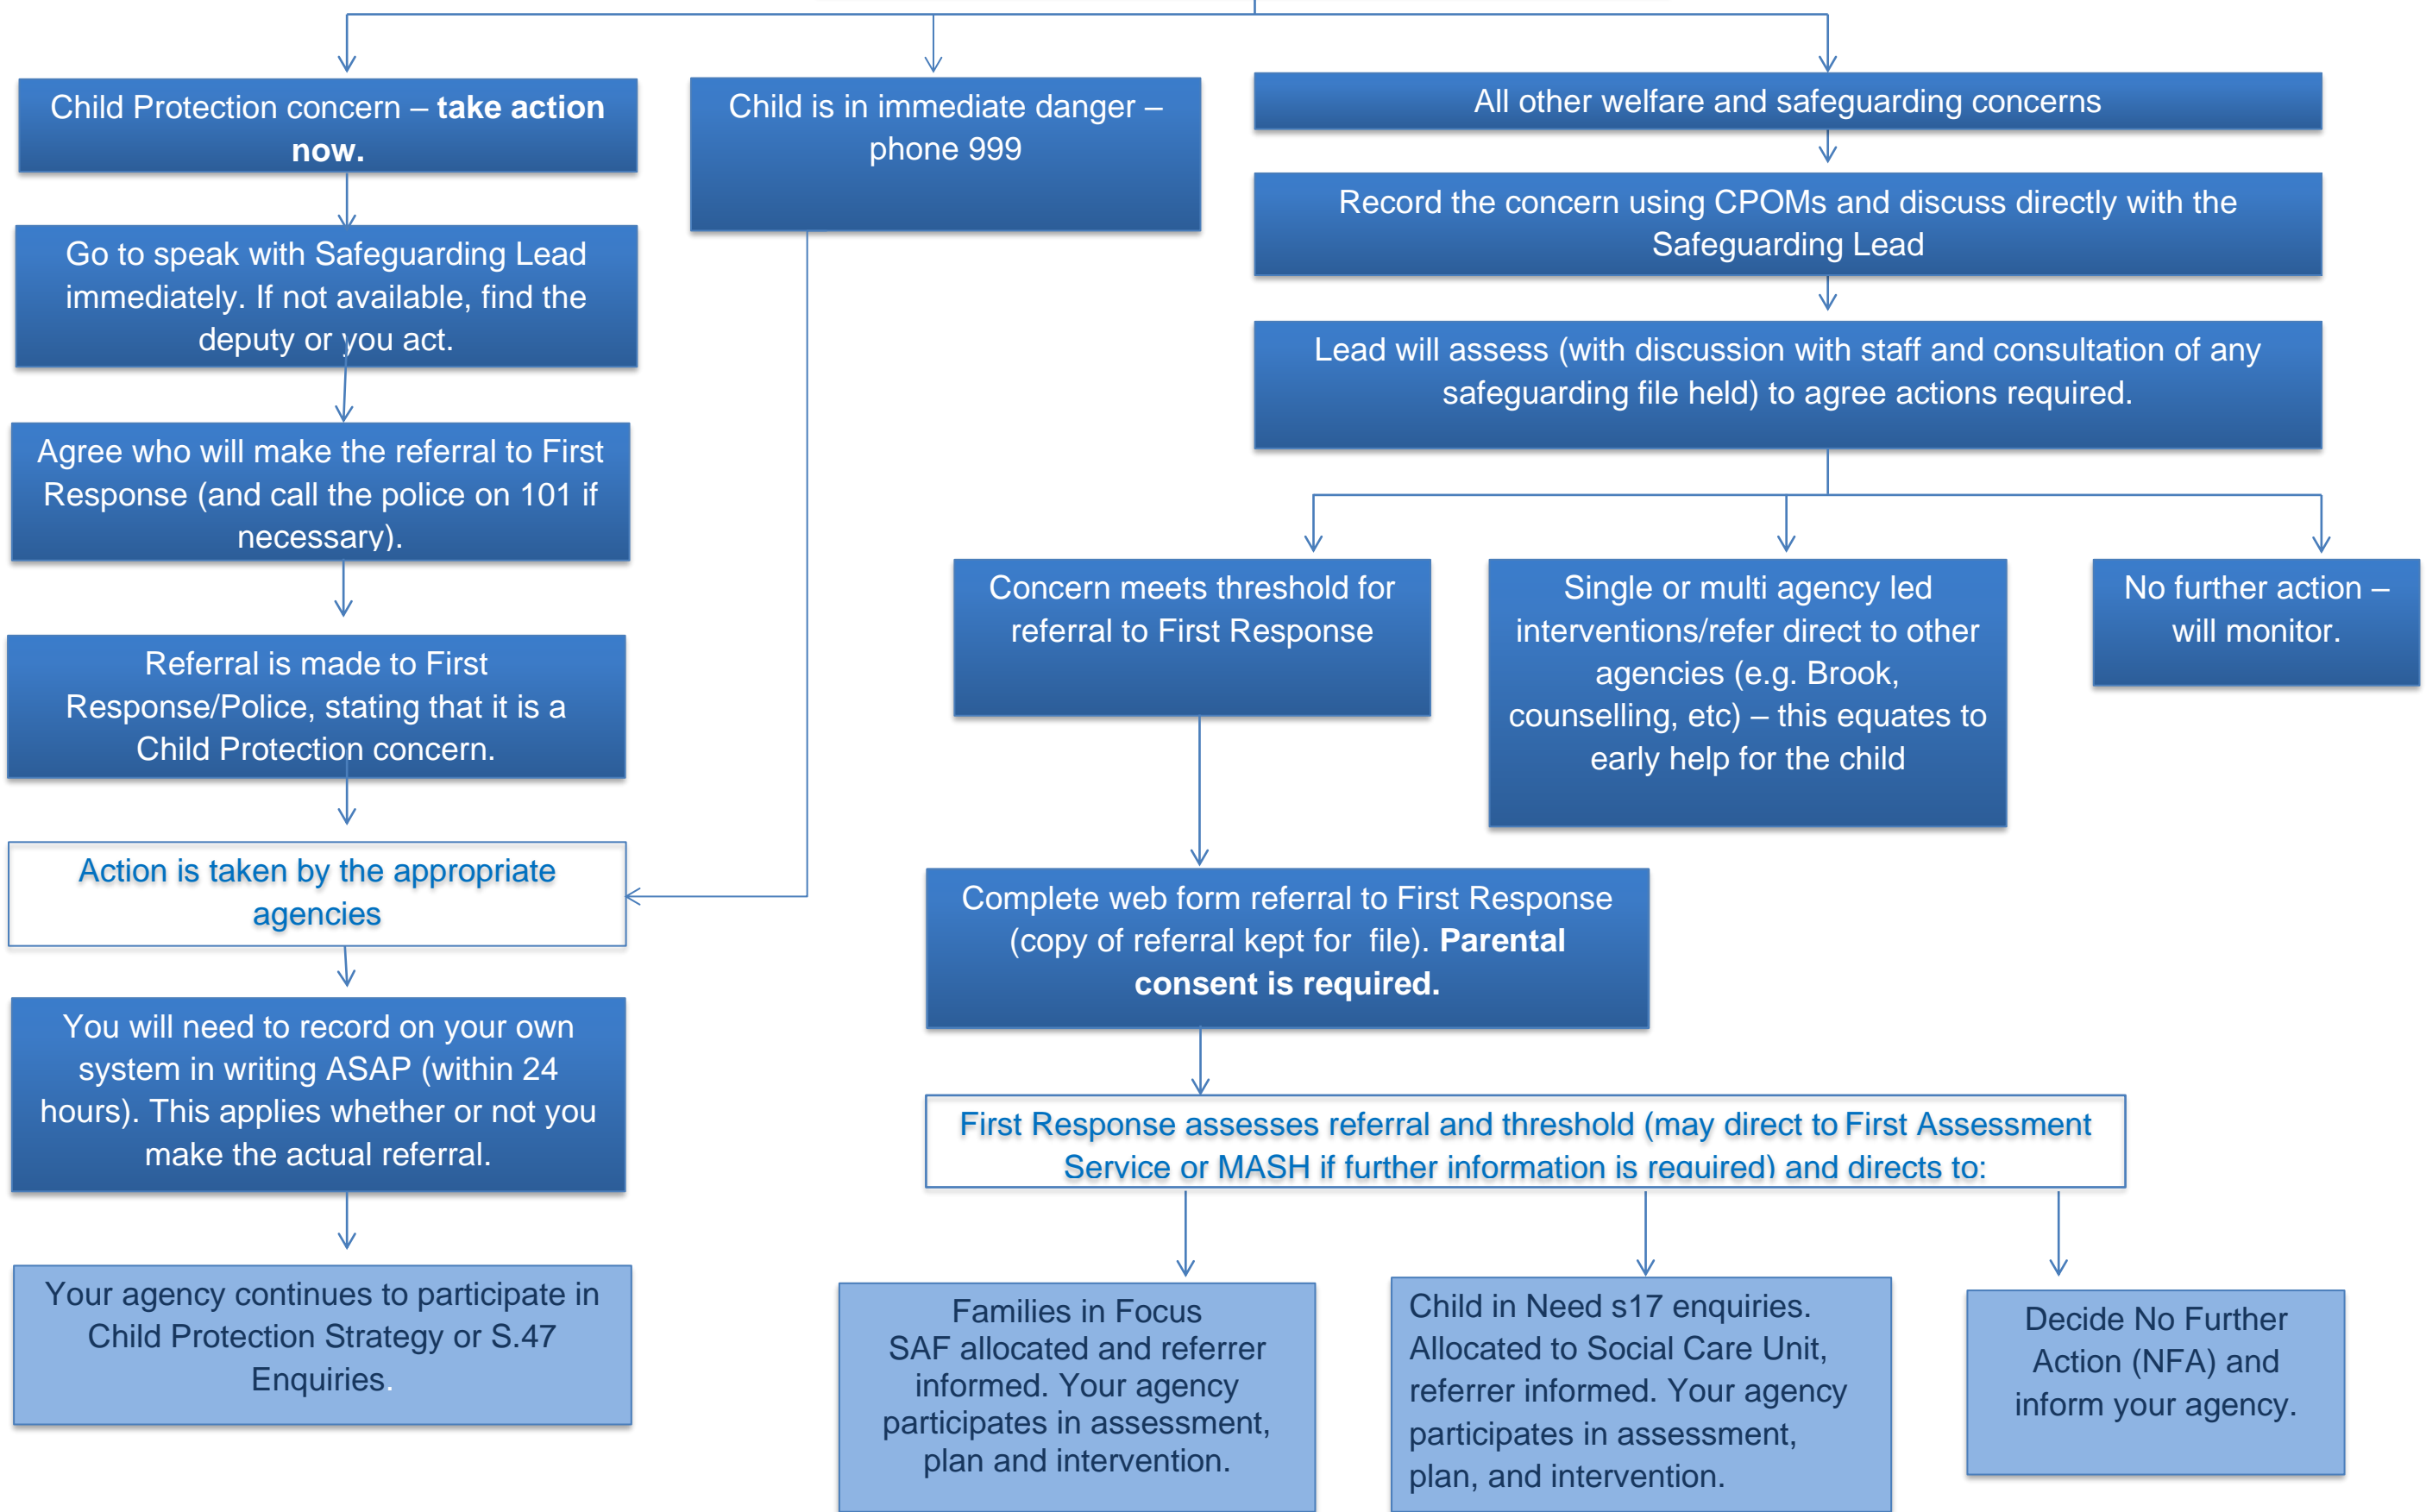 Child Protection concern – take action
now.
Go to speak with Safeguarding Lead
immediately. If not available, find the
deputy or you act.
Agree who will make the referral to First
Response (and call the police on 101 if
necessary).
Referral is made to First
Response/Police, stating that it is a
Child Protection concern.
Action is taken by the appropriate
agencies
You will need to record on your own
system in writing ASAP (within 24
hours). This applies whether or not you
make the actual referral.
Your agency continues to participate in
Child Protection Strategy or S.47
Enquiries.
Child is in immediate danger –
phone 999
All other welfare and safeguarding concerns
Record the concern using CPOMs and discuss directly with the
Safeguarding Lead
Lead will assess (with discussion with staff and consultation of any
safeguarding file held) to agree actions required.
Concern meets threshold for
referral to First Response
Single or multi agency led
interventions/refer direct to other
agencies (e.g. Brook,
counselling, etc) – this equates to
early help for the child
No further action –
will monitor.
Complete web form referral to First Response
(copy of referral kept for file). Parental
consent is required.
First Response assesses referral and threshold (may direct to First Assessment
Service or MASH if further information is required) and directs to:
Families in Focus
SAF allocated and referrer
informed. Your agency
participates in assessment,
plan and intervention.
Child in Need s17 enquiries.
Allocated to Social Care Unit,
referrer informed. Your agency
participates in assessment,
plan, and intervention.
Decide No Further
Action (NFA) and
inform your agency.